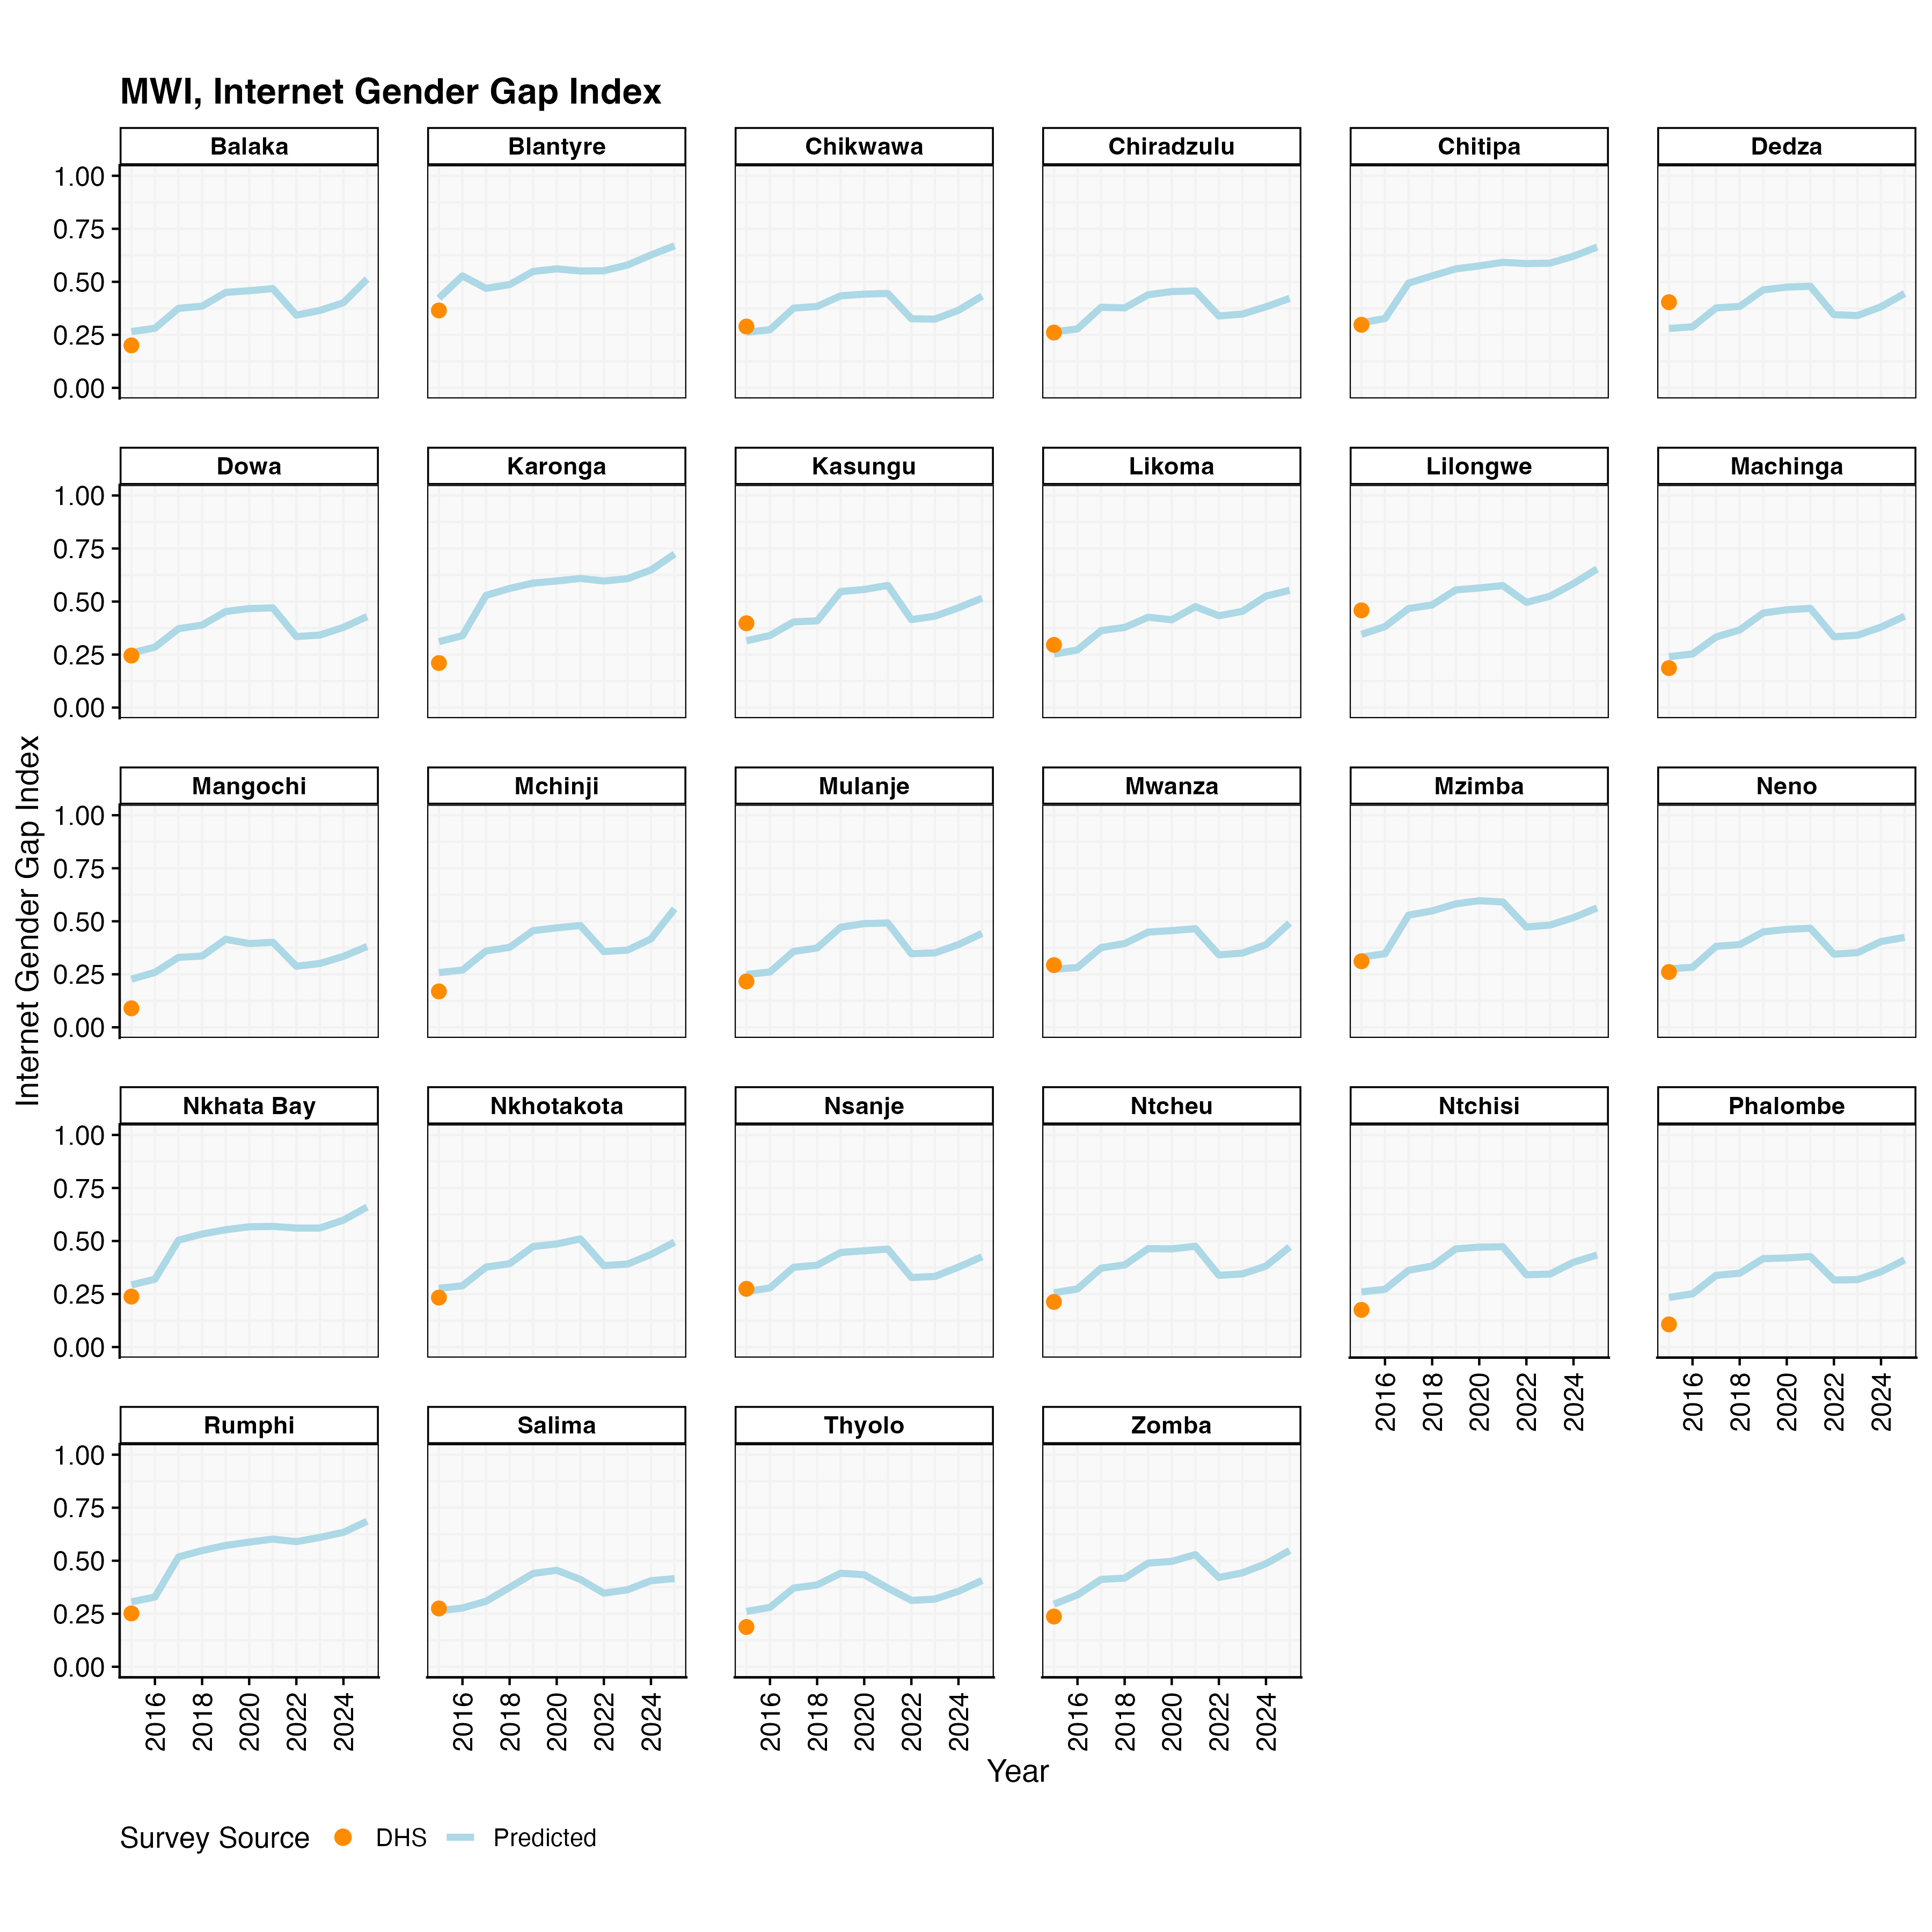 MWI, Internet Gender Gap Index
Balaka Blantyre Chikwawa Chiradzulu Chitipa Dedza
1.00
0.75
0.50
0.25
0.00
Dowa Karonga Kasungu Likoma Lilongwe Machinga
1.00
0.75
0.50
0.25
0.00
Internet Gender Gap Index
Mangochi Mchinji Mulanje Mwanza Mzimba Neno
1.00
0.75
0.50
0.25
0.00
Nkhata Bay Nkhotakota Nsanje Ntcheu Ntchisi Phalombe
1.00
0.75
0.50
0.25
0.00
2016 2018 2020 2022 2024 2016 2018 2020 2022 2024
Rumphi Salima Thyolo Zomba
1.00
0.75
0.50
0.25
0.00
2016 2018 2020 2022 2024 2016 2018 2020 2022 2024 2016 2018 2020 2022 2024 2016 2018 2020 2022 2024
Year
Survey Source DHS Predicted